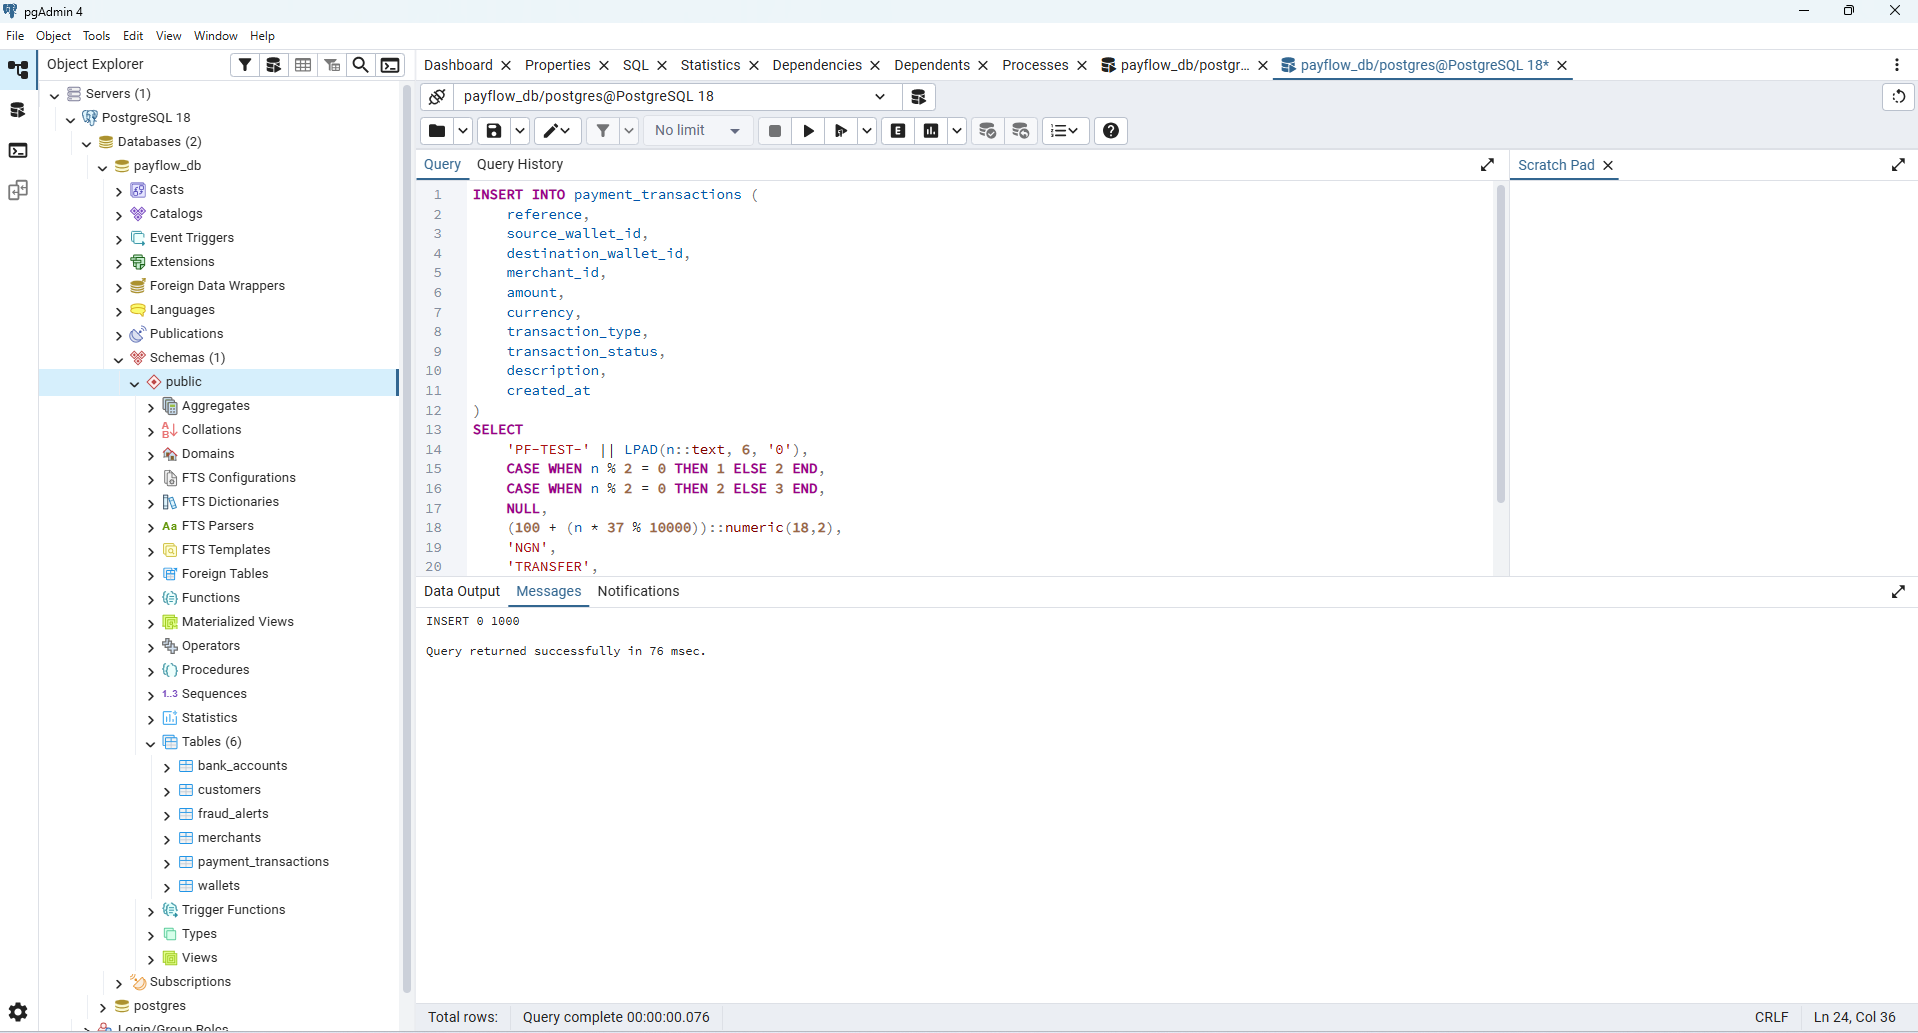 pgAdmin 4
File Object Tools Edit View Window Help
Object Explorer
Dashboard Properties SQL Statistics Dependencies Dependents Processes payflow_db/postgr... payflow_db/postgres@PostgreSQL 18*
Servers (1)
PostgreSQL 18
Databases (2)
payflow_db
Casts
Catalogs
Event Triggers
Extensions
Foreign Data Wrappers
Languages
Publications
Schemas (1)
public
Aggregates
Collations
Domains
FTS Configurations
FTS Dictionaries
FTS Parsers
FTS Templates
Foreign Tables
Functions
Materialized Views
Operators
Procedures
1..3 Sequences
Statistics
Tables (6)
bank_accounts
customers
fraud_alerts
merchants
payment_transactions
wallets
Trigger Functions
Types
Views
Subscriptions
postgres
Login/Group Roles
payflow_db/postgres@PostgreSQL 18
No limit
Query Query History
Scratch Pad
1 INSERT INTO payment_transactions (
2 reference,
3 source_wallet_id,
4 destination_wallet_id,
5 merchant_id,
6 amount,
7 currency,
8 transaction_type,
9 transaction_status,
10 description,
11 created_at
12 )
13 SELECT
14 'PF-TEST-' || LPAD(n::text, 6, '0'),
15 CASE WHEN n % 2 = 0 THEN 1 ELSE 2 END,
16 CASE WHEN n % 2 = 0 THEN 2 ELSE 3 END,
17 NULL,
18 (100 + (n * 37 % 10000))::numeric(18,2),
19 'NGN',
20 'TRANSFER',
Data Output Messages Notifications
INSERT 0 1000
Query returned successfully in 76 msec.
Total rows: Query complete 00:00:00.076
CRLF Ln 24, Col 36